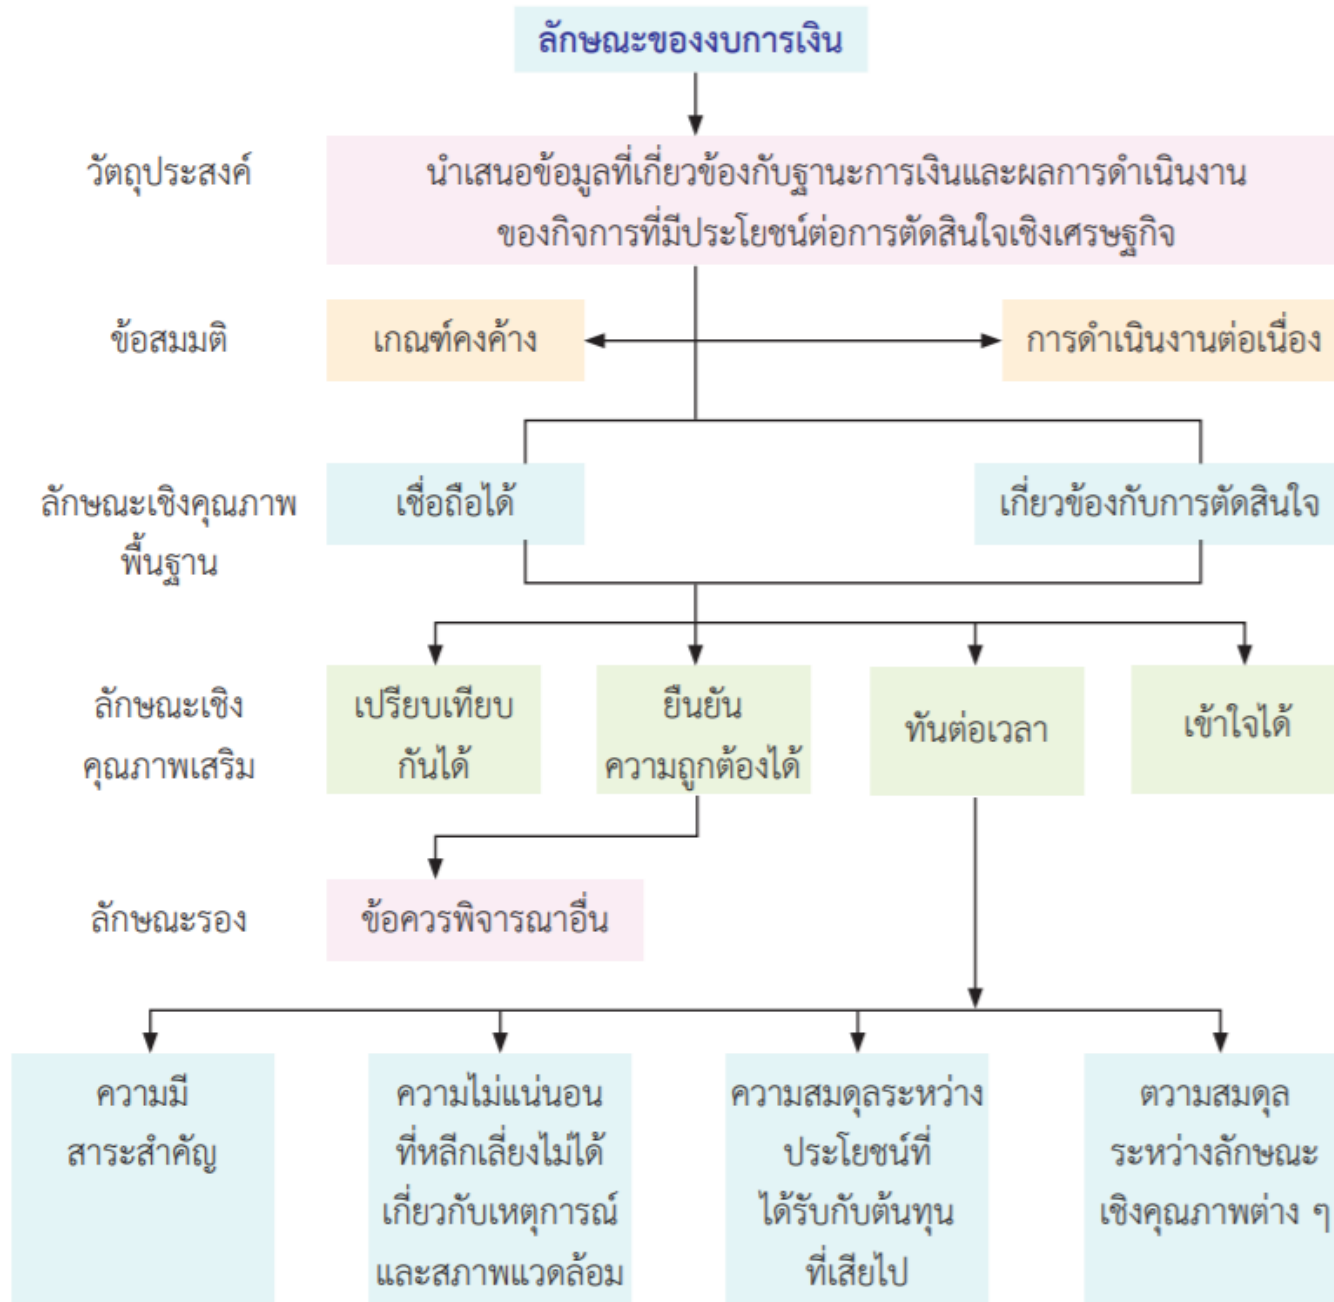 ลักษณะของงบการเงิน
วัตถุประสงค์
นำเสนอข้อมูลที่เกี่ยวข้องกับฐานะการเงินและผลการดำเนินงาน
ของกิจการที่มีประโยชน์ต่อการตัดสินใจเชิงเศรษฐกิจ
ข้อสมมติ
เกณฑ์คงค้าง
การดำเนินงานต่อเนื่อง
ลักษณะเชิงคุณภาพ
พื้นฐาน
เชื่อถือได้
เกี่ยวข้องกับการตัดสินใจ
ลักษณะเชิง
คุณภาพเสริม
เปรียบเทียบ
กันได้
ยืนยัน
ความถูกต้องได้
ทันต่อเวลา
เข้าใจได้
ลักษณะรอง
ข้อควรพิจารณาอื่น
ความมี
สาระสำคัญ
ความไม่แน่นอน
ที่หลีกเลี่ยงไม่ได้
เกี่ยวกับเหตุการณ์
และสภาพแวดล้อม
ความสมดุลระหว่าง
ประโยชน์ที่
ได้รับกับต้นทุน
ที่เสียไป
ตวามสมดุล
ระหว่างลักษณะ
เชิงคุณภาพต่าง ๆ